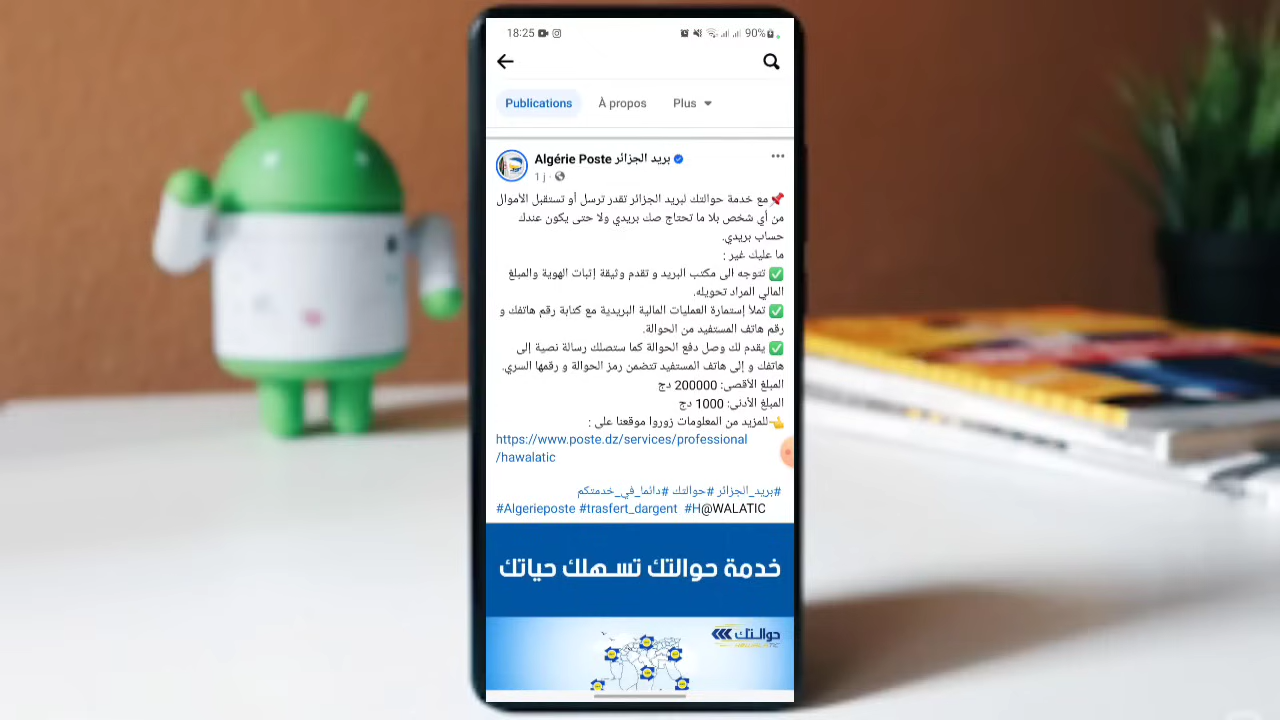 18:25
90%
Publications
À propos
Plus
Algérie Poste بريد الجزائر
1 j
مع خدمة حوالتك لبريد الجزائر تقدر ترسل أو تستقبل الأموال
من أي شخص بلا ما تحتاج صك بريدي ولا حتى يكون عندك
حساب بريدي.
ما عليك غير :
تتوجه الى مكتب البريد و تقدم وثيقة إثبات الهوية والمبلغ
المالي المراد تحويله.
تملأ إستمارة العمليات المالية البريدية مع كتابة رقم هاتفك و
رقم هاتف المستفيد من الحوالة.
يقدم لك وصل دفع الحوالة كما ستصلك رسالة نصية إلى
هاتفك و إلى هاتف المستفيد تتضمن رمز الحوالة و رقمها السري.
المبلغ الأقصى: 200000 دج
المبلغ الأدنى: 1000 دج
للمزيد من المعلومات زوروا موقعنا على :
https://www.poste.dz/services/professional
/hawalatic
#بريد_الجزائر #حوالتك #دائما_في_خدمتكم
#Algerieposte #trasfert_dargent #H@WALATIC
خدمة حوالتك تسهلك حياتك
حوالتك